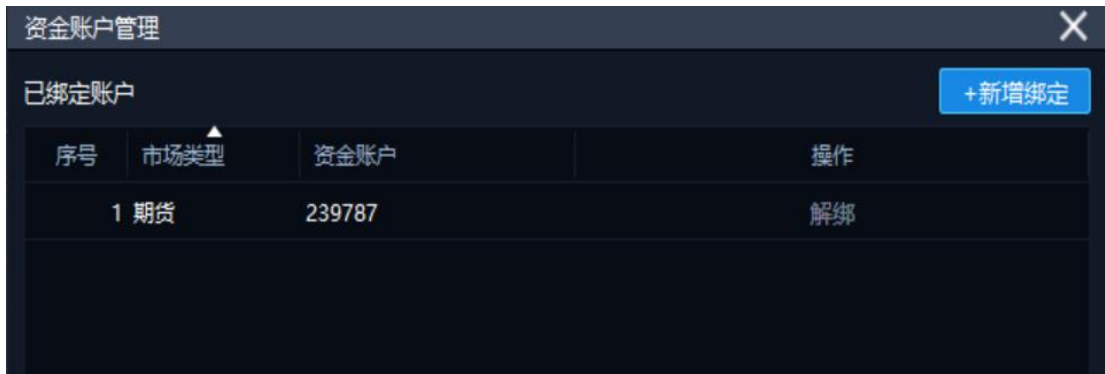 资金账户管理
已绑定账户 +新增绑定
序号 市场类型 资金账户 操作
1 期货 239787 解绑